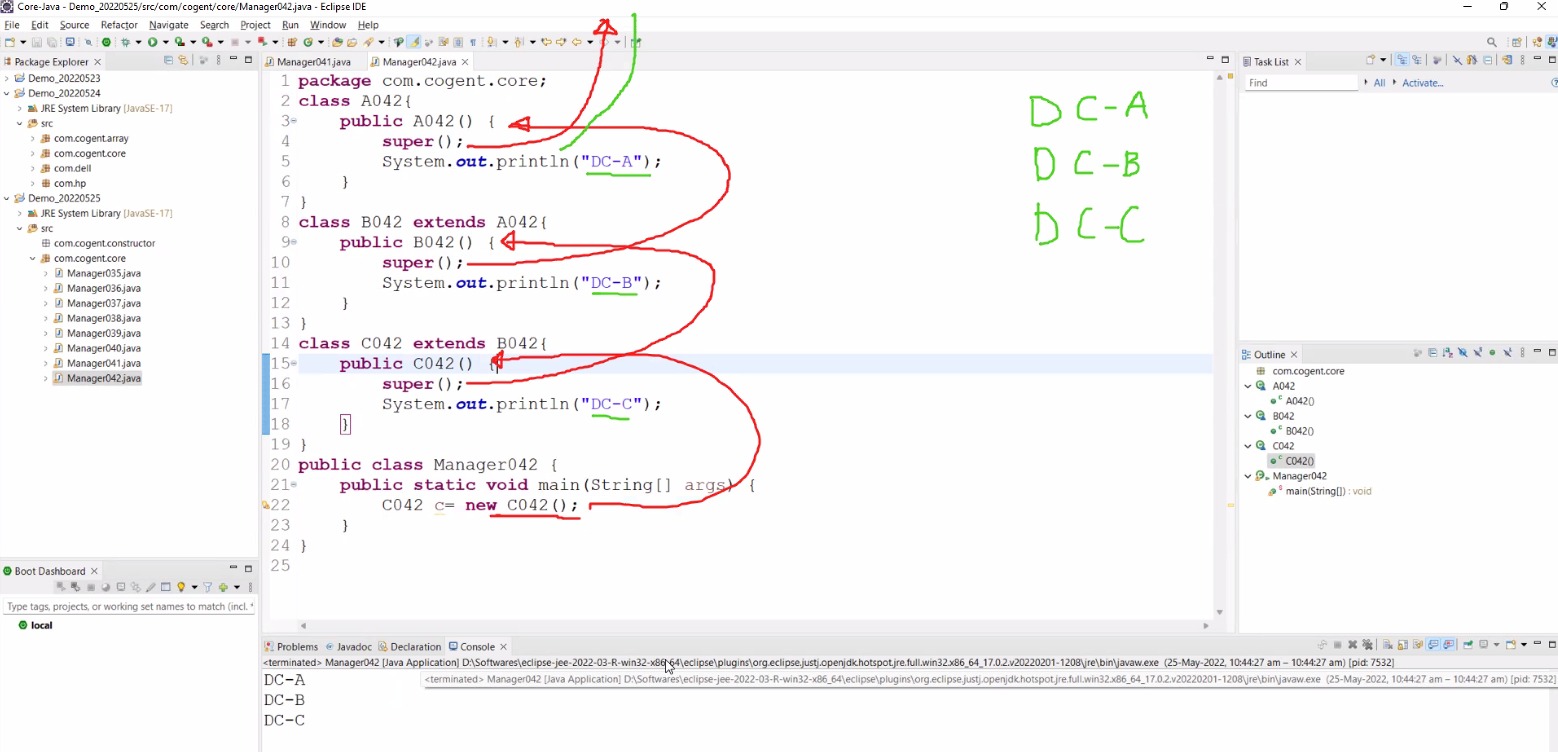 Core-Java - Demo_20220525/src/com/cogent/core/Manager042.java - Eclipse IDE
File Edit Source Refactor Navigate Search Project Run Window Help
Package Explorer
Demo_20220523
Demo_20220524
JRE System Library [JavaSE-17]
src
com.cogent.array
com.cogent.core
com.dell
com.hp
Demo_20220525
JRE System Library [JavaSE-17]
src
com.cogent.constructor
com.cogent.core
Manager035.java
Manager036.java
Manager037.java
Manager038.java
Manager039.java
Manager040.java
Manager041.java
Manager042.java
Boot Dashboard
Type tags, projects, or working set names to match (incl. *
local
Manager041.java Manager042.java
1 package com.cogent.core;
2 class A042{
3 public A042() {
4 super();
5 System.out.println("DC-A");
6 }
7 }
8 class B042 extends A042{
9 public B042() {
10 super();
11 System.out.println("DC-B");
12 }
13 }
14 class C042 extends B042{
15 public C042() {
16 super();
17 System.out.println("DC-C");
18 }
19 }
20 public class Manager042 {
21 public static void main(String[] args) {
22 C042 c= new C042();
23 }
24 }
25
DC-A
DC-B
DC-C
Task List
Find All Activate...
Outline
com.cogent.core
A042
A042()
B042
B042()
C042
C042()
Manager042
main(String[]) : void
Problems Javadoc Declaration Console
<terminated> Manager042 [Java Application] D:\Softwares\eclipse-jee-2022-03-R-win32-x86_64\eclipse\plugins\org.eclipse.justj.openjdk.hotspot.jre.full.win32.x86_64_17.0.2.v20220201-1208\jre\bin\javaw.exe (25-May-2022, 10:44:27 am – 10:44:27 am) [pid: 7532]
<terminated> Manager042 [Java Application] D:\Softwares\eclipse-jee-2022-03-R-win32-x86_64\eclipse\plugins\org.eclipse.justj.openjdk.hotspot.jre.full.win32.x86_64_17.0.2.v20220201-1208\jre\bin\javaw.exe (25-May-2022, 10:44:27 am – 10:44:27 am) [pid: 7532]
DC-A
DC-B
DC-C